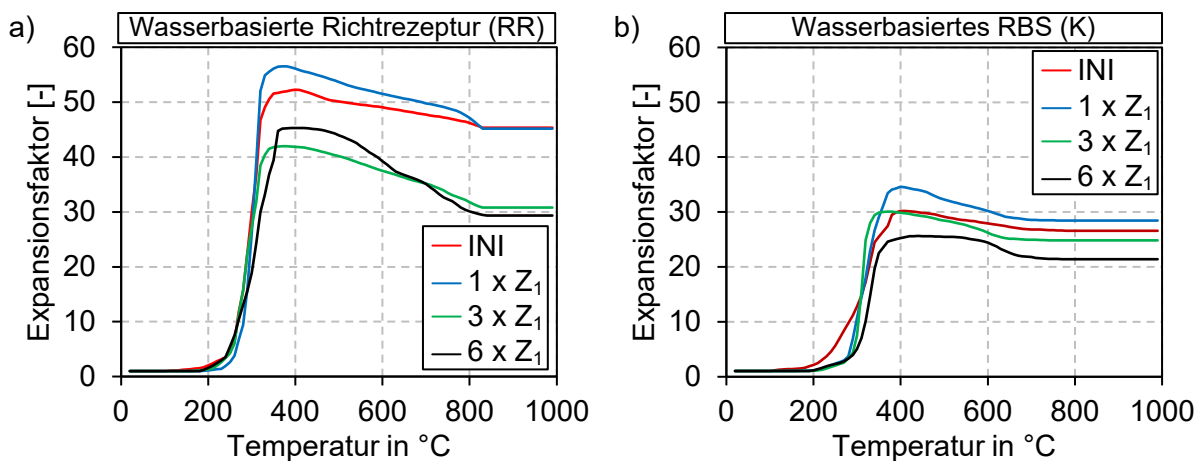 a)
Wasserbasierte Richtrezeptur (RR)
Expansionsfaktor [-]
60
50
40
30
20
10
0
0 200 400 600 800 1000
Temperatur in °C
INI
1 x Z₁
3 x Z₁
6 x Z₁
b)
Wasserbasiertes RBS (K)
Expansionsfaktor [-]
60
50
40
30
20
10
0
0 200 400 600 800 1000
Temperatur in °C
INI
1 x Z₁
3 x Z₁
6 x Z₁